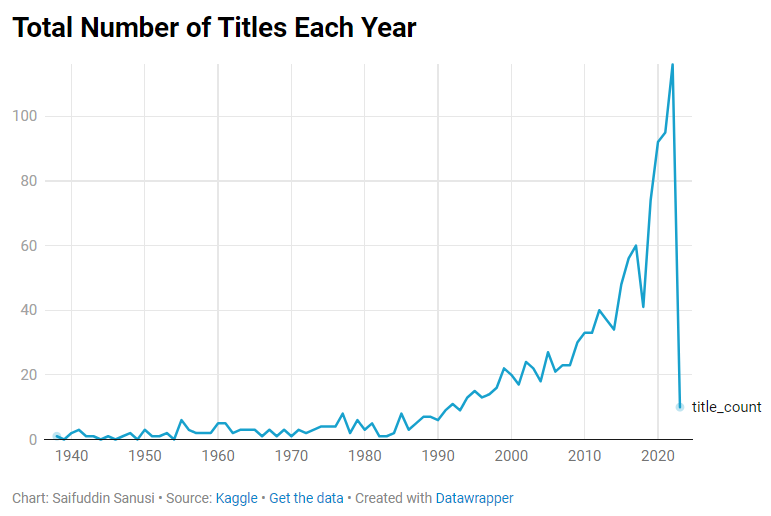 Total Number of Titles Each Year
100
80
60
40
20
title_count
0
1940 1950 1960 1970 1980 1990 2000 2010 2020
Chart: Saifuddin Sanusi • Source: Kaggle • Get the data • Created with Datawrapper